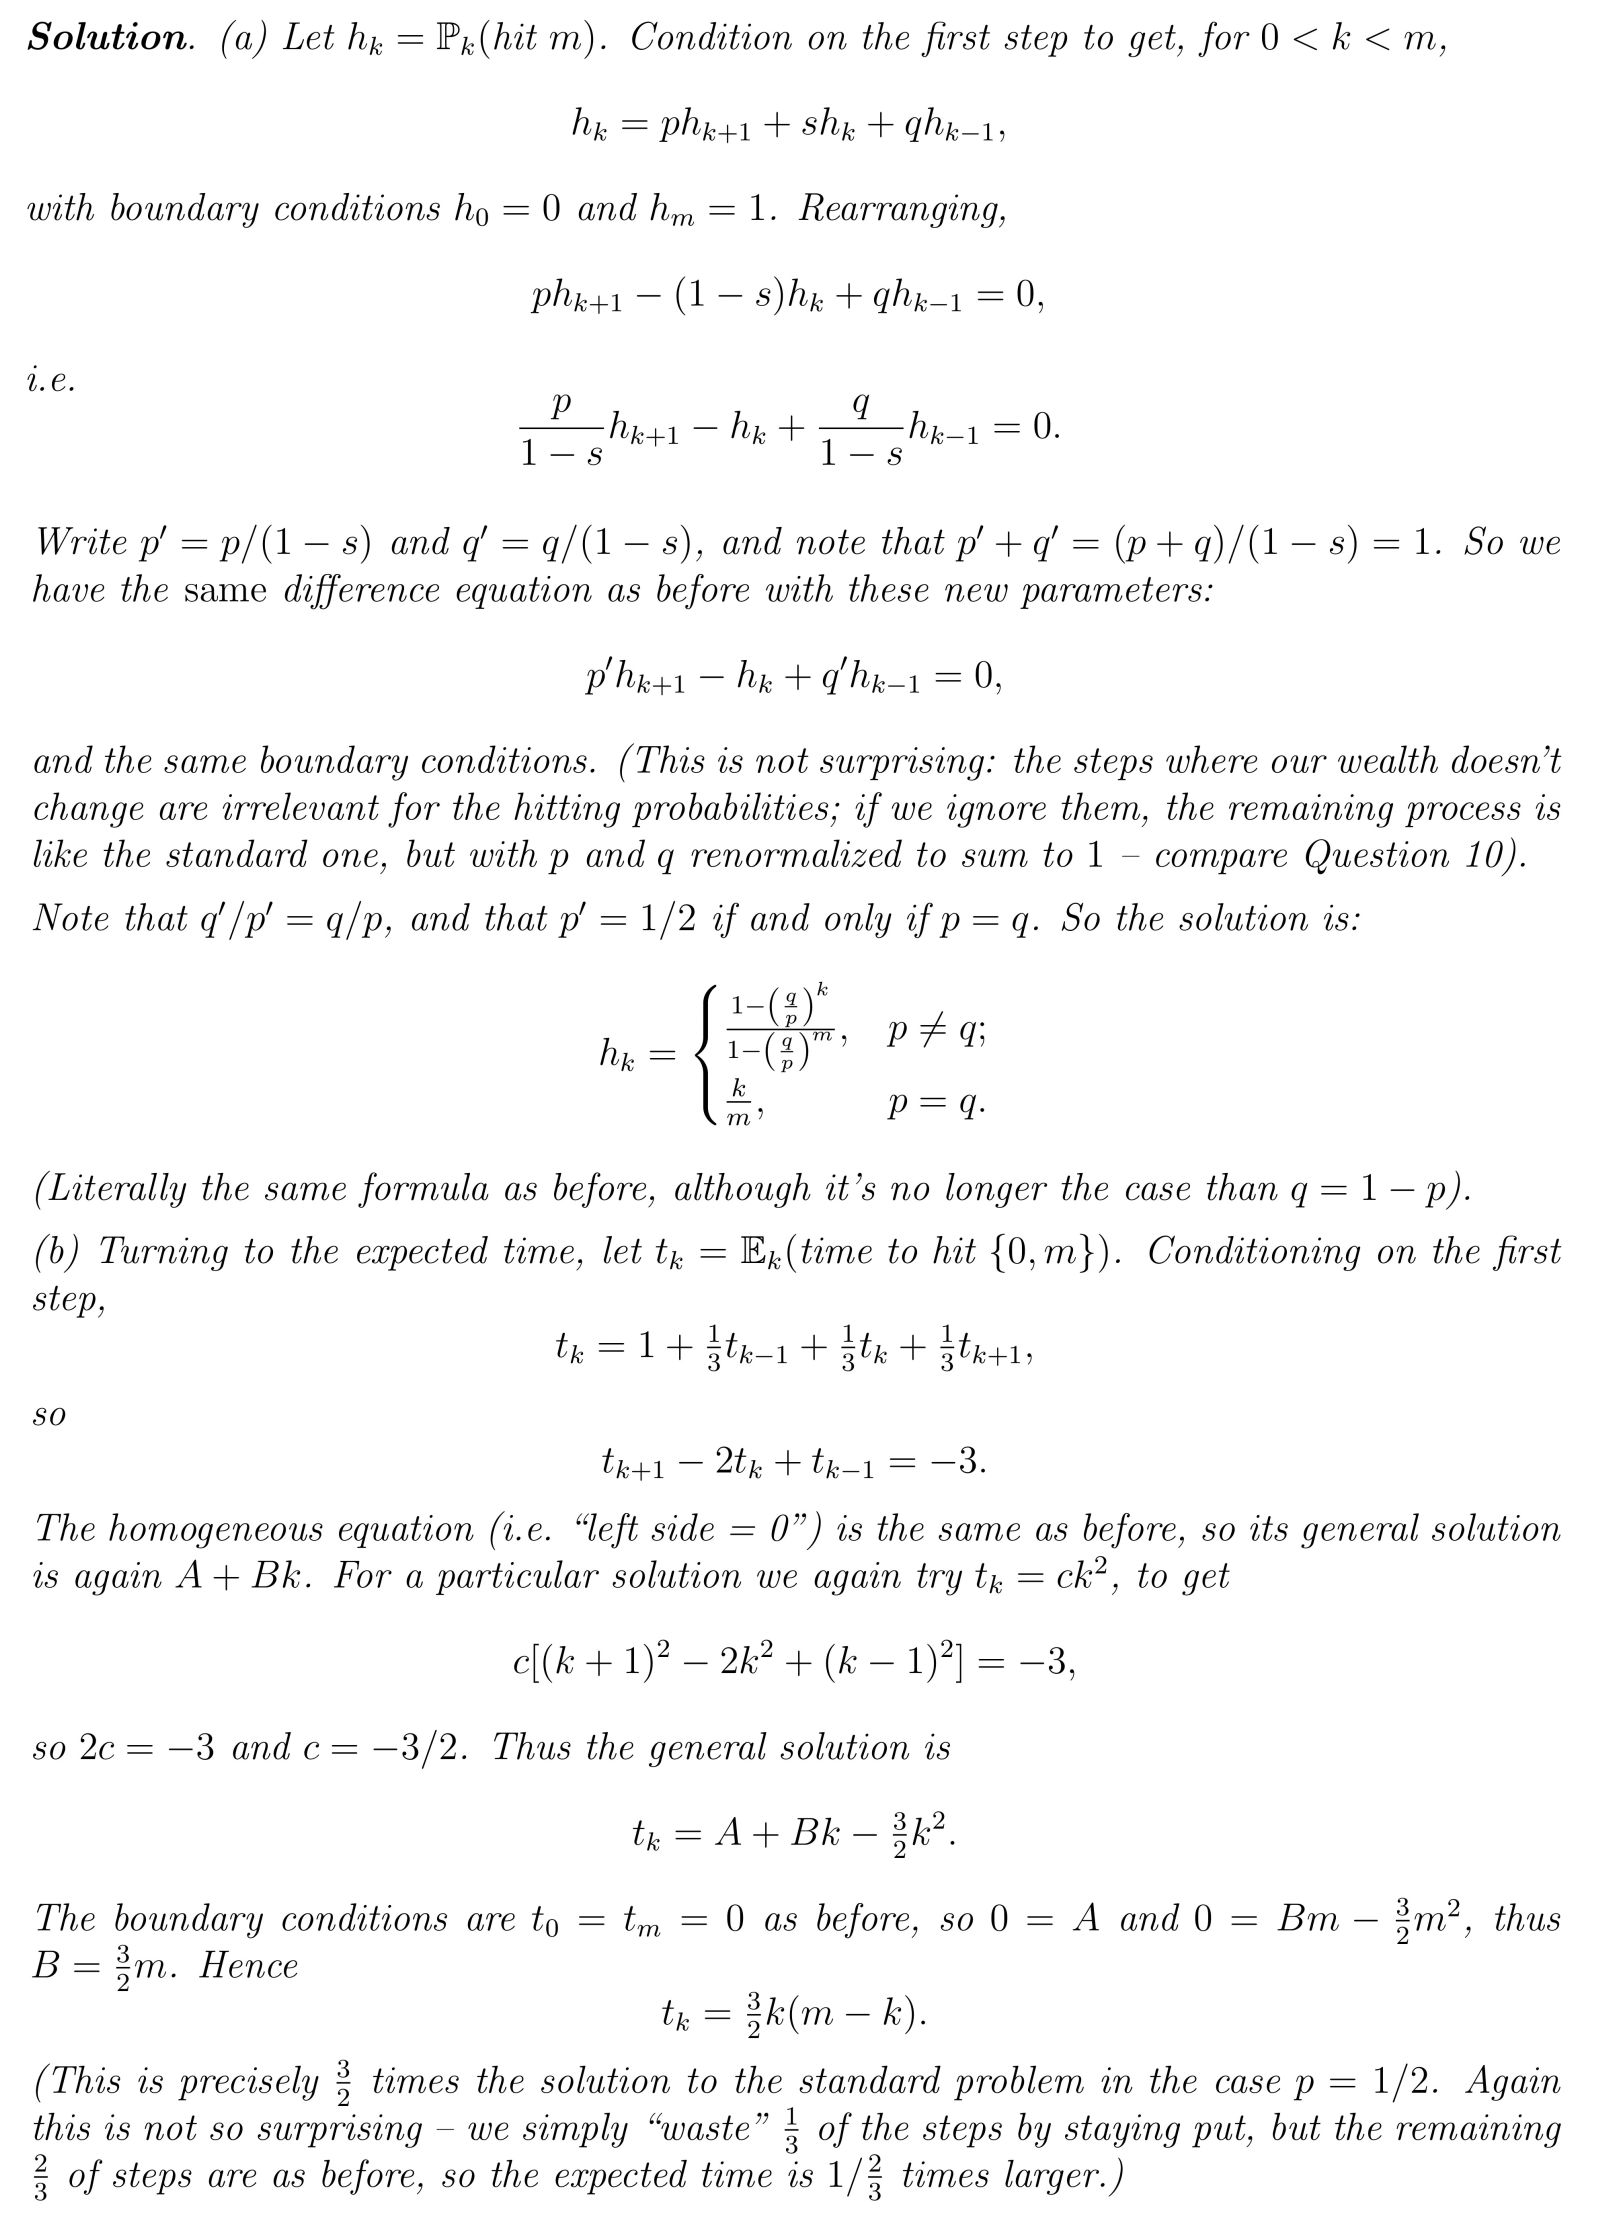 Solution. (a) Let $h_k = \mathbb{P}_k(\text{hit } m)$. Condition on the first step to get, for $0 < k < m$,
$$h_k = ph_{k+1} + sh_k + qh_{k-1},$$
with boundary conditions $h_0 = 0$ and $h_m = 1$. Rearranging,
$$ph_{k+1} - (1 - s)h_k + qh_{k-1} = 0,$$
i.e.
$$\frac{p}{1-s}h_{k+1} - h_k + \frac{q}{1-s}h_{k-1} = 0.$$
Write $p' = p/(1 - s)$ and $q' = q/(1 - s)$, and note that $p' + q' = (p + q)/(1 - s) = 1$. So we
have the same difference equation as before with these new parameters:
$$p'h_{k+1} - h_k + q'h_{k-1} = 0,$$
and the same boundary conditions. (This is not surprising: the steps where our wealth doesn't
change are irrelevant for the hitting probabilities; if we ignore them, the remaining process is
like the standard one, but with $p$ and $q$ renormalized to sum to 1 – compare Question 10).
Note that $q'/p' = q/p$, and that $p' = 1/2$ if and only if $p = q$. So the solution is:
$$h_k = \begin{cases} \frac{1-\left(\frac{q}{p}\right)^k}{1-\left(\frac{q}{p}\right)^m}, & p \neq q; \\ \frac{k}{m}, & p = q. \end{cases}$$
(Literally the same formula as before, although it's no longer the case than $q = 1 - p$).
(b) Turning to the expected time, let $t_k = \mathbb{E}_k(\text{time to hit } \{0, m\})$. Conditioning on the first
step,
$$t_k = 1 + \tfrac{1}{3}t_{k-1} + \tfrac{1}{3}t_k + \tfrac{1}{3}t_{k+1},$$
so
$$t_{k+1} - 2t_k + t_{k-1} = -3.$$
The homogeneous equation (i.e. “left side = 0”) is the same as before, so its general solution
is again $A + Bk$. For a particular solution we again try $t_k = ck^2$, to get
$$c[(k + 1)^2 - 2k^2 + (k - 1)^2] = -3,$$
so $2c = -3$ and $c = -3/2$. Thus the general solution is
$$t_k = A + Bk - \tfrac{3}{2}k^2.$$
The boundary conditions are $t_0 = t_m = 0$ as before, so $0 = A$ and $0 = Bm - \tfrac{3}{2}m^2$, thus
$B = \tfrac{3}{2}m$. Hence
$$t_k = \tfrac{3}{2}k(m - k).$$
(This is precisely $\tfrac{3}{2}$ times the solution to the standard problem in the case $p = 1/2$. Again
this is not so surprising – we simply “waste” $\tfrac{1}{3}$ of the steps by staying put, but the remaining
$\tfrac{2}{3}$ of steps are as before, so the expected time is $1/\tfrac{2}{3}$ times larger.)